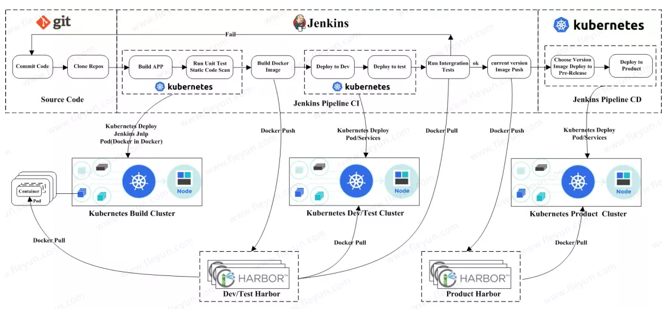 git
Jenkins
kubernetes
Fail
Commit Code
Clone Repos
Build APP
Run Unit Test
Static Code Scan
Build Docker
Image
Deploy to Dev
Deploy to test
Run Intergration
Tests
ok
current version
Image Push
Choose Version
Image Deploy to
Pre-Release
Deploy to
Product
kubernetes
kubernetes
Source Code
Jenkins Pipeline CI
Jenkins Pipeline CD
Kubernetes Deploy
Jenkins Jnlp
Pod(Docker in Docker)
Docker Push
Kubernetes Deploy
Pod/Services
Docker Pull
Docker Push
Kubernetes Deploy
Pod/Services
Container
Pod
Node
Node
Node
Kubernetes Build Cluster
Kubernetes Dev/Test Cluster
Kubernetes Product Cluster
Docker Pull
Docker Pull
Docker Pull
HARBOR
HARBOR
Dev/Test Harbor
Product Harbor